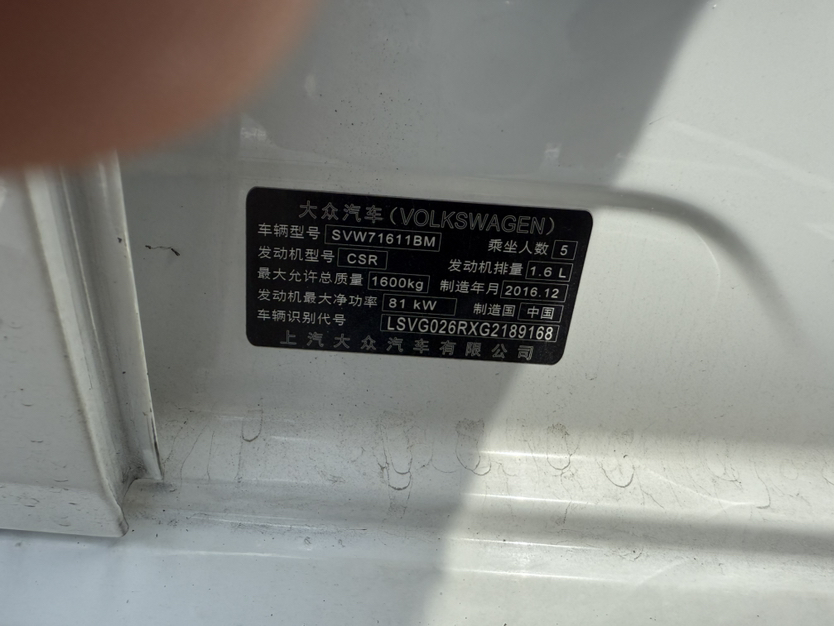 大众汽车(VOLKSWAGEN)
车辆型号 SVW71611BM 乘坐人数 5
发动机型号 CSR 发动机排量 1.6 L
最大允许总质量 1600kg 制造年月 2016.12
发动机最大净功率 81 kW 制造国 中国
车辆识别代号 LSVG026RXG2189168
上汽大众汽车有限公司